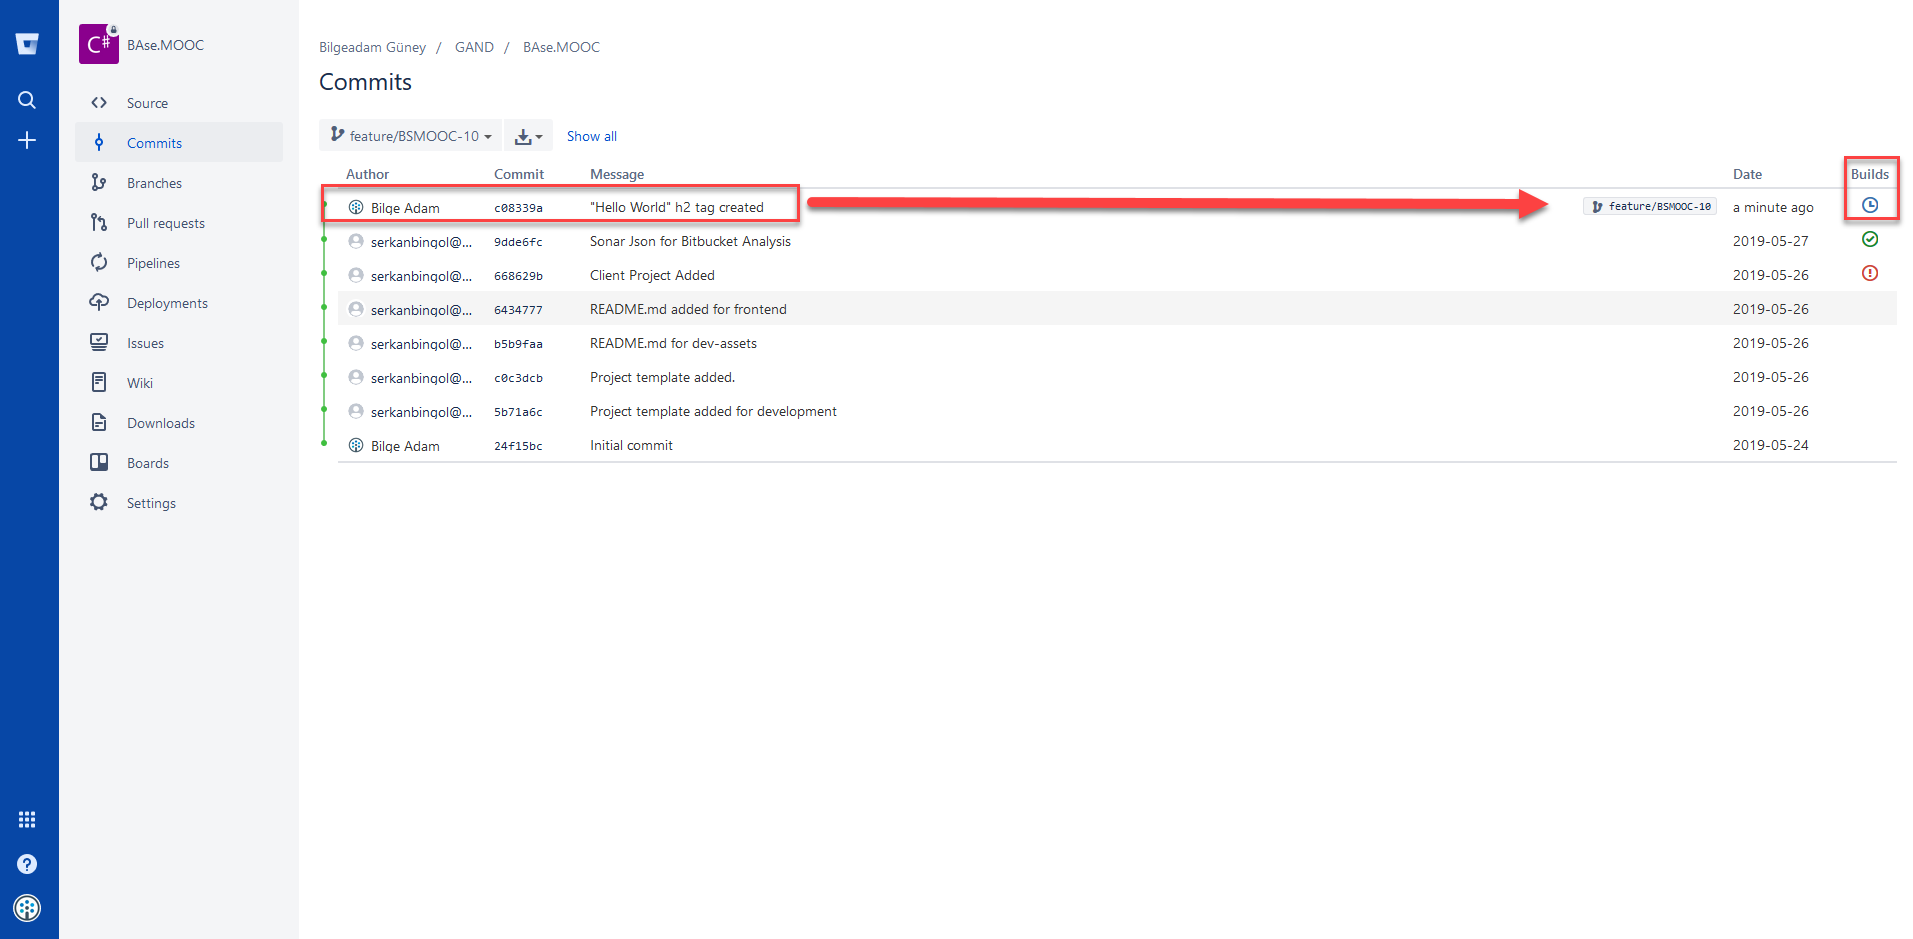 C#
BAse.MOOC
Source
Commits
Branches
Pull requests
Pipelines
Deployments
Issues
Wiki
Downloads
Boards
Settings
Bilgeadam Güney / GAND / BAse.MOOC
Commits
feature/BSMOOC-10 Show all
Author Commit Message Date Builds
Bilge Adam c08339a "Hello World" h2 tag created feature/BSMOOC-10 a minute ago
serkanbingol@... 9dde6fc Sonar Json for Bitbucket Analysis 2019-05-27
serkanbingol@... 668629b Client Project Added 2019-05-26
serkanbingol@... 6434777 README.md added for frontend 2019-05-26
serkanbingol@... b5b9faa README.md for dev-assets 2019-05-26
serkanbingol@... c0c3dcb Project template added. 2019-05-26
serkanbingol@... 5b71a6c Project template added for development 2019-05-26
Bilge Adam 24f15bc Initial commit 2019-05-24